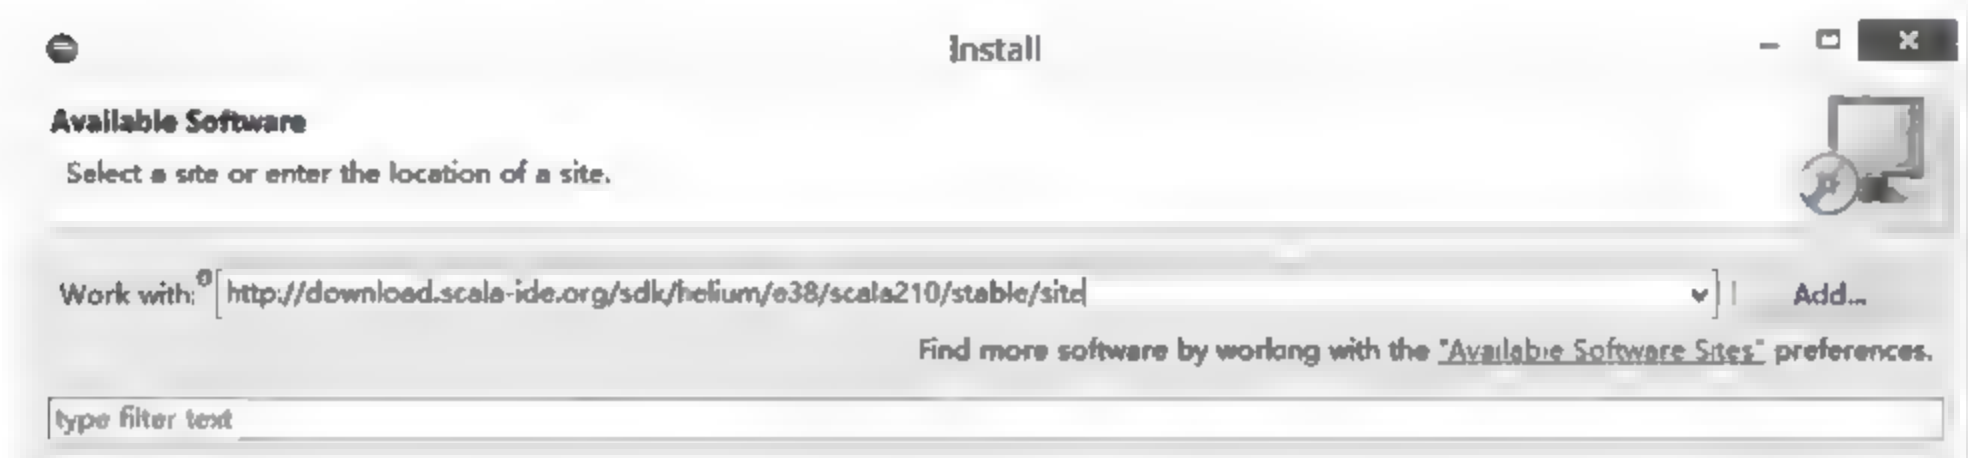 Install
Available Software
Select a site or enter the location of a site.
Work with: http://download.scala-ide.org/sdk/helium/e38/scala210/stable/site Add...
Find more software by working with the "Available Software Sites" preferences.
type filter text